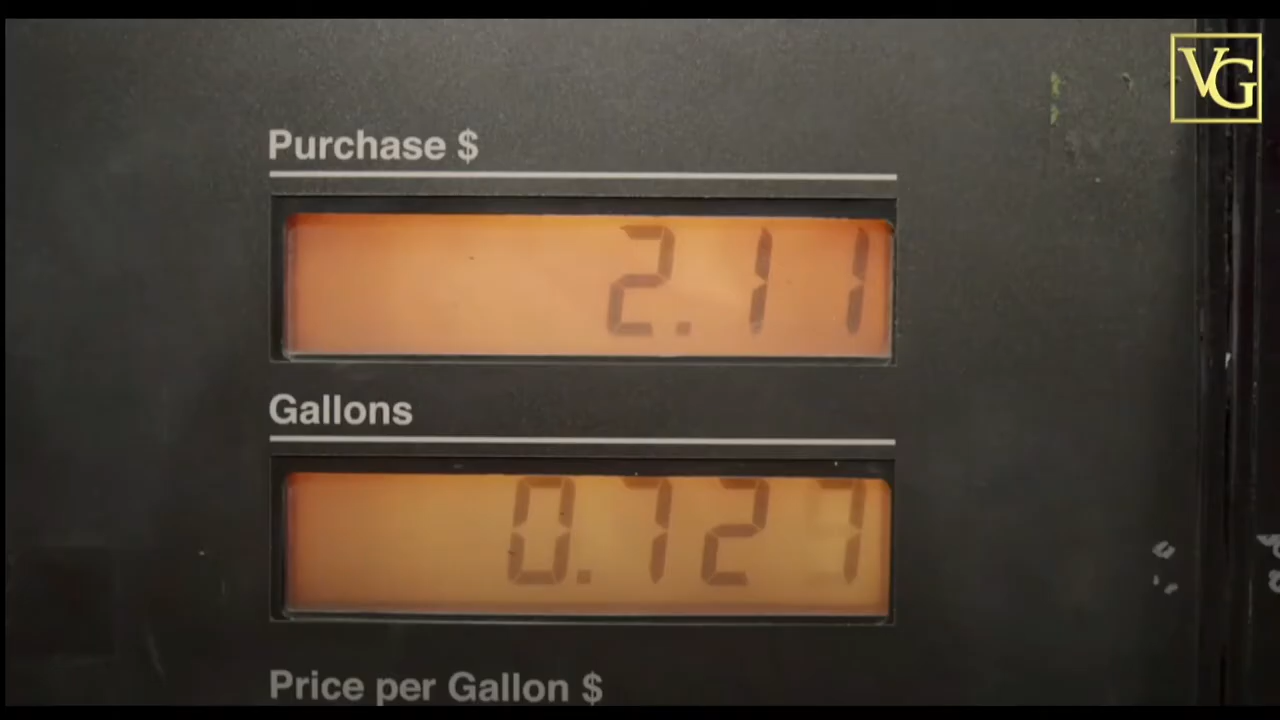 VG
Purchase $
2.11
Gallons
0.727
Price per Gallon $